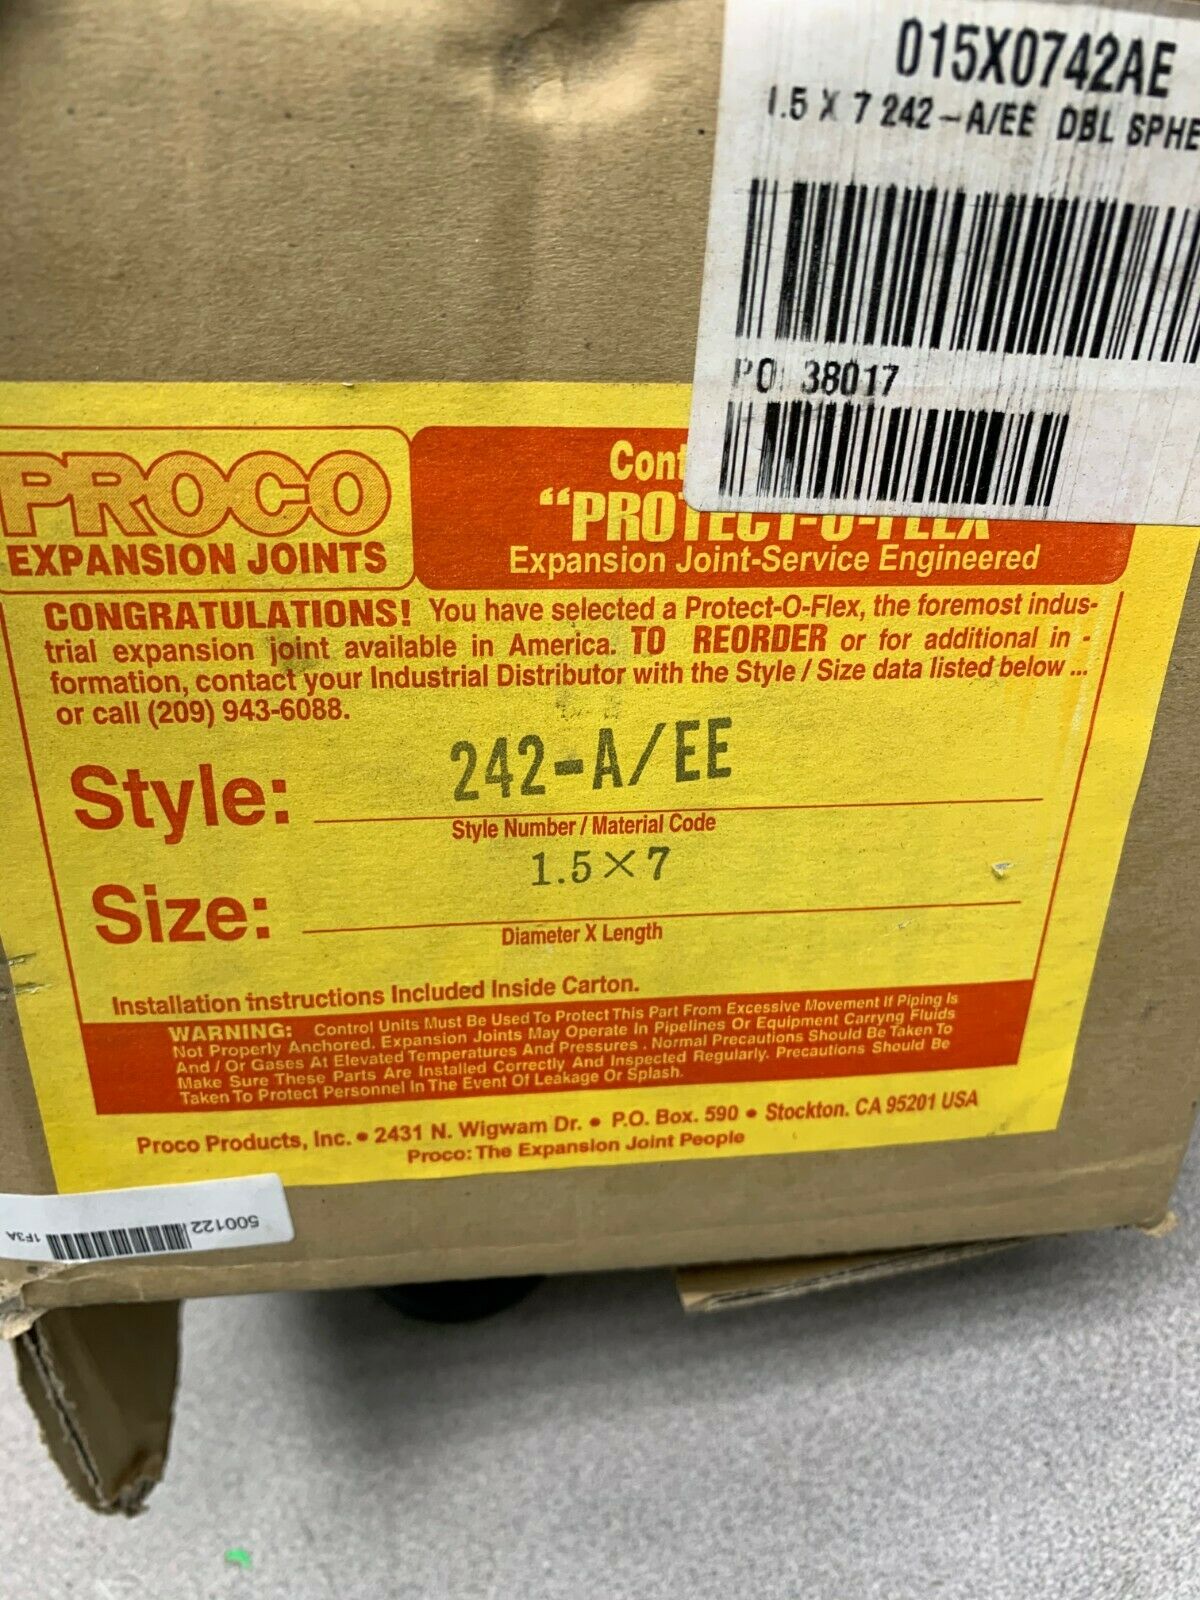 015X0742AE
1.5 X 7 242-A/EE DBL SPHE
PO 38017
PROCO
EXPANSION JOINTS
"PROTECT-O-FLEX
Expansion Joint-Service Engineered
CONGRATULATIONS! You have selected a Protect-O-Flex, the foremost indus-
trial expansion joint available in America. TO REORDER or for additional in -
formation, contact your Industrial Distributor with the Style / Size data listed below ...
or call (209) 943-6088.
Style: 242-A/EE
Style Number / Material Code
Size: 1.5×7
Diameter X Length
Installation instructions Included Inside Carton.
WARNING: Control Units Must Be Used To Protect This Part From Excessive Movement If Piping Is
Not Properly Anchored. Expansion Joints May Operate In Pipelines Or Equipment Carryng Fluids
And / Or Gases At Elevated Temperatures And Pressures . Normal Precautions Should Be Taken To
Make Sure These Parts Are Installed Correctly And Inspected Regularly. Precautions Should Be
Taken To Protect Personnel In The Event Of Leakage Or Splash.
Proco Products, Inc. • 2431 N. Wigwam Dr. • P.O. Box. 590 • Stockton. CA 95201 USA
Proco: The Expansion Joint People
500122
1F3A